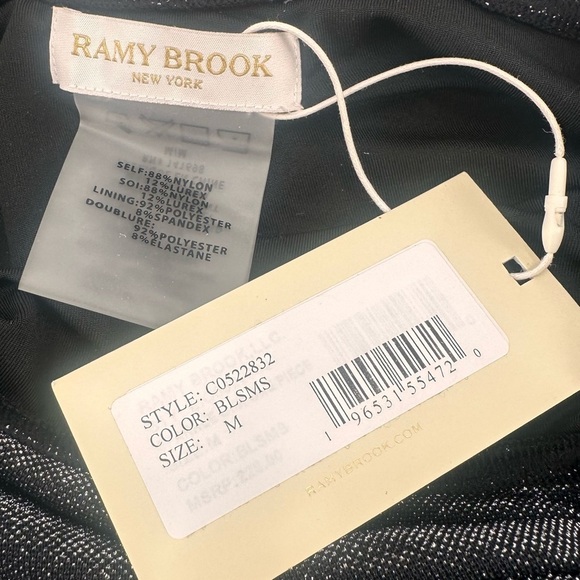 RAMY BROOK
NEW YORK
SELF:88%NYLON
12%LUREX
SOI:88%NYLON
12%LUREX
LINING:92%POLYESTER
8%SPANDEX
DOUBLURE:
92%POLYESTER
8%ÉLASTANE
STYLE: C0522832
COLOR: BLSMS
SIZE: M
1 96531 55472 0
RAMYBROOK.COM